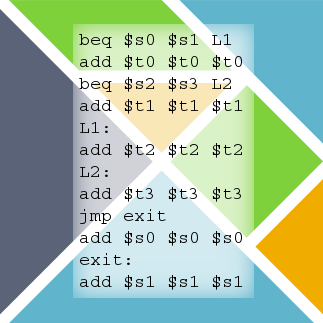 beq $s0 $s1 L1
add $t0 $t0 $t0
beq $s2 $s3 L2
add $t1 $t1 $t1
L1:
add $t2 $t2 $t2
L2:
add $t3 $t3 $t3
jmp exit
add $s0 $s0 $s0
exit:
add $s1 $s1 $s1